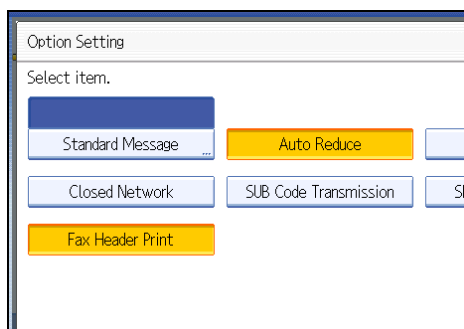 Option Setting
Select item.
Standard Message ...
Auto Reduce
Closed Network
SUB Code Transmission
Fax Header Print